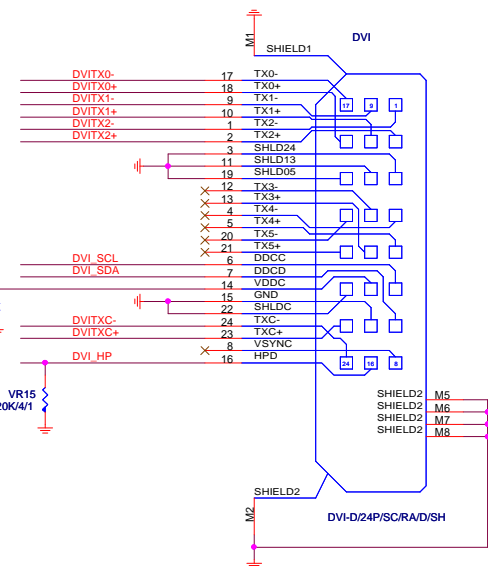 M1
SHIELD1
DVI
DVITX0- 17 TX0-
DVITX0+ 18 TX0+
DVITX1- 9 TX1-
DVITX1+ 10 TX1+
DVITX2- 1 TX2-
DVITX2+ 2 TX2+
3 SHLD24
11 SHLD13
19 SHLD05
12 TX3-
13 TX3+
4 TX4-
5 TX4+
20 TX5-
21 TX5+
DVI_SCL 6 DDCC
DVI_SDA 7 DDCD
14 VDDC
15 GND
22 SHLDC
DVITXC- 24 TXC-
DVITXC+ 23 TXC+
8 VSYNC
DVI_HP 16 HPD
17 9 1
24 16 8
VR15
20K/4/1
SHIELD2 M5
SHIELD2 M6
SHIELD2 M7
SHIELD2 M8
SHIELD2
M2
DVI-D/24P/SC/RA/D/SH